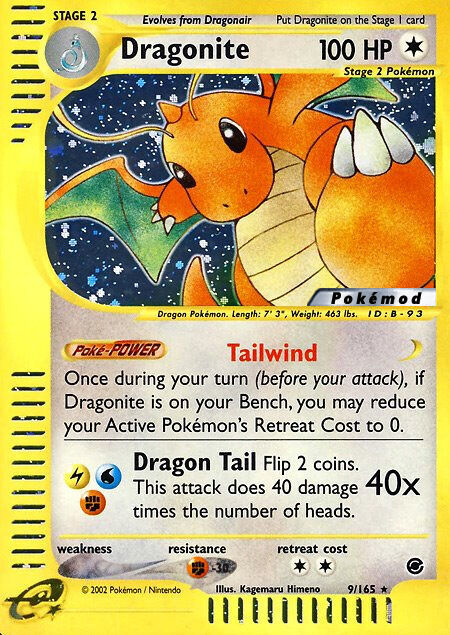 STAGE 2
Evolves from Dragonair
Put Dragonite on the Stage 1 card
Dragonite
100 HP
Stage 2 Pokémon
Pokémod
Dragon Pokémon. Length: 7' 3", Weight: 463 lbs. ID:B-93
Poké-POWER
Tailwind
Once during your turn (before your attack), if
Dragonite is on your Bench, you may reduce
your Active Pokémon's Retreat Cost to 0.
Dragon Tail Flip 2 coins.
This attack does 40 damage
times the number of heads.
40x
weakness
resistance
retreat cost
-30
© 2002 Pokémon / Nintendo
Illus. Kagemaru Himeno
9/165 ★
e